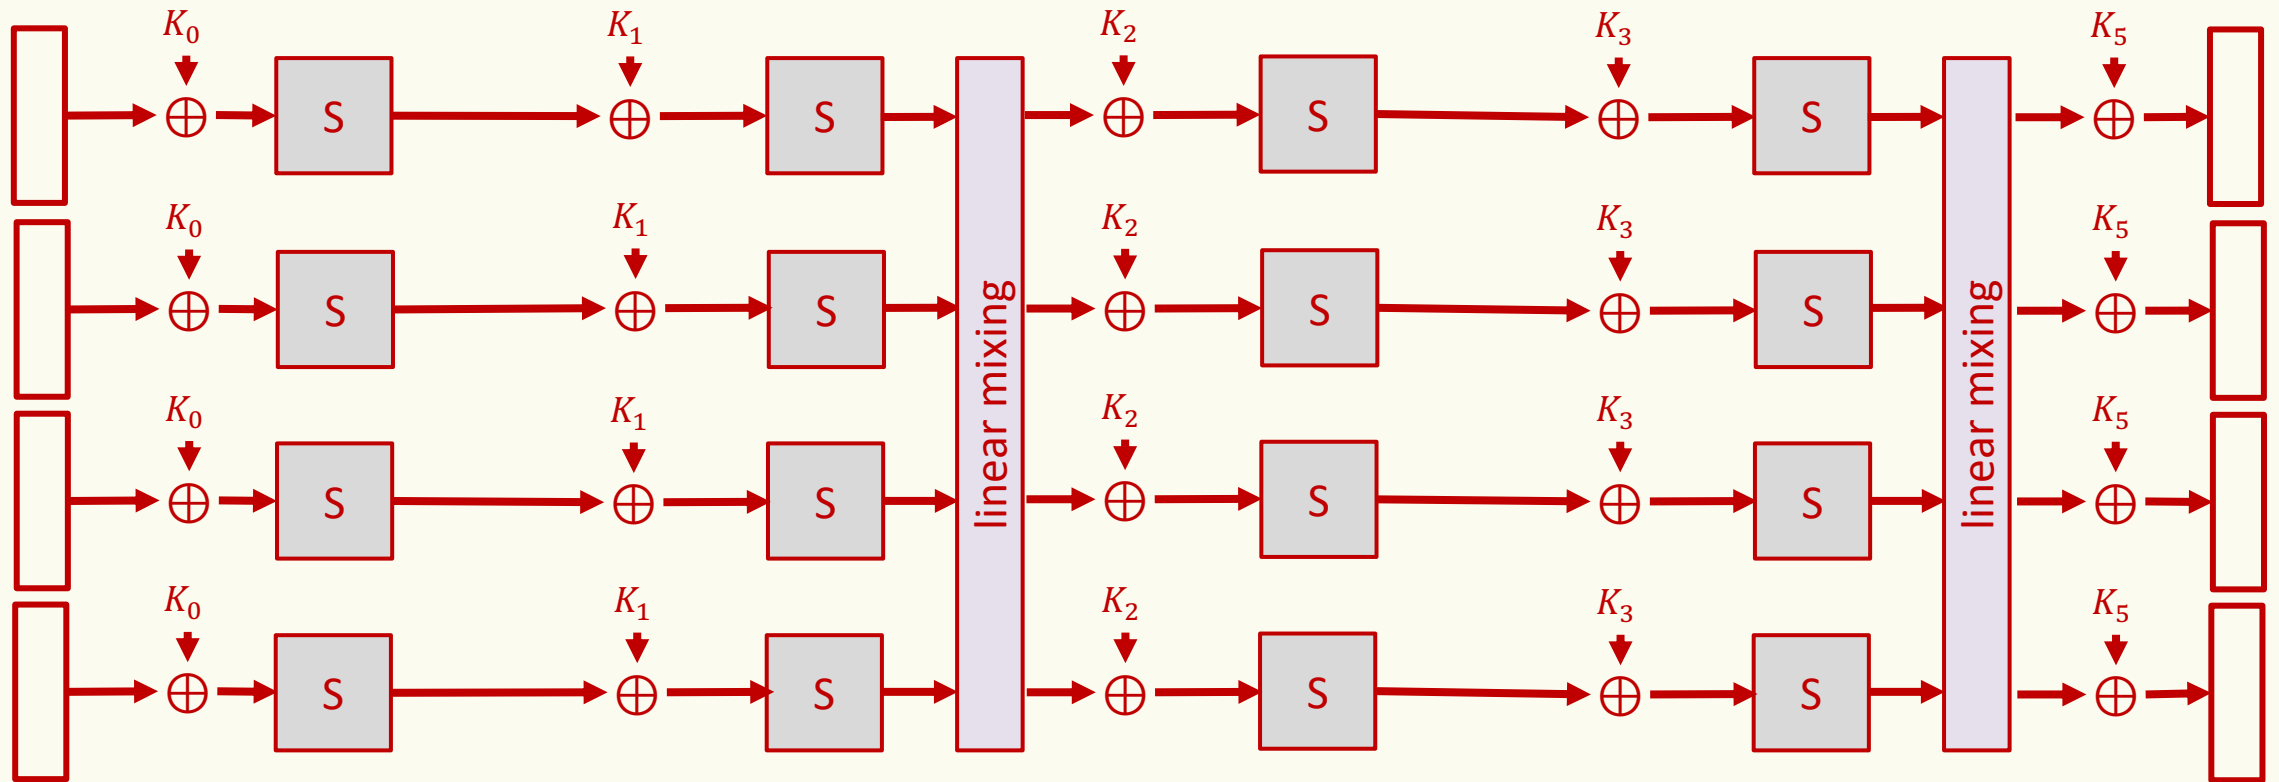 K₀ K₁ K₂ K₃ K₅
S S linear mixing S S linear mixing
K₀ K₁ K₂ K₃ K₅
S S S S
K₀ K₁ K₂ K₃ K₅
S S S S
K₀ K₁ K₂ K₃ K₅
S S S S